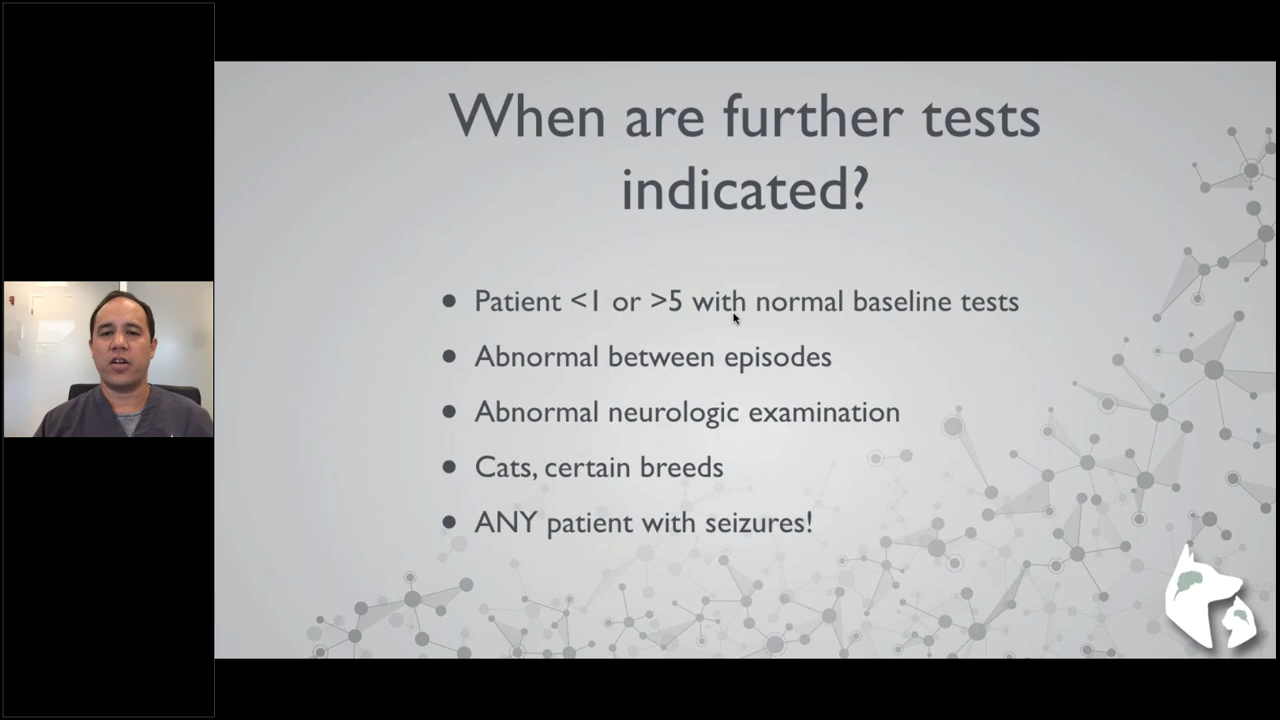 When are further tests
indicated?
• Patient <1 or >5 with normal baseline tests
• Abnormal between episodes
• Abnormal neurologic examination
• Cats, certain breeds
• ANY patient with seizures!